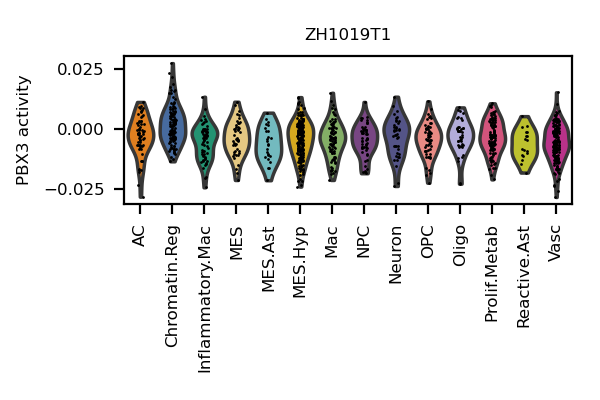 ZH1019T1
PBX3 activity
0.025
0.000
−0.025
AC
Chromatin.Reg
Inflammatory.Mac
MES
MES.Ast
MES.Hyp
Mac
NPC
Neuron
OPC
Oligo
Prolif.Metab
Reactive.Ast
Vasc